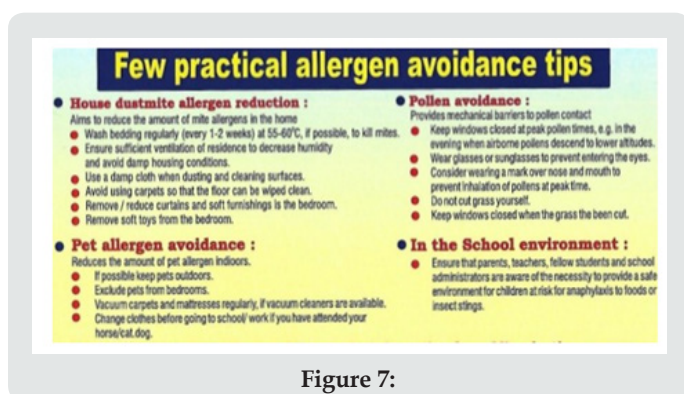 Few practical allergen avoidance tips
House dustmite allergen reduction :
Aims to reduce the amount of mite allergens in the home
Wash bedding regularly (every 1-2 weeks) at 55-60°C, if possible, to kill mites.
Ensure sufficient ventilation of residence to decrease humidity
and avoid damp housing conditions.
Use a damp cloth when dusting and cleaning surfaces.
Avoid using carpets so that the floor can be wiped clean.
Remove / reduce curtains and soft furnishings is the bedroom.
Remove soft toys from the bedroom.
Pet allergen avoidance :
Reduces the amount of pet allergen indoors.
If possible keep pets outdoors.
Exclude pets from bedrooms.
Vacuum carpets and mattresses regularly, if vacuum cleaners are available.
Change clothes before going to school/ work if you have attended your
horse/cat.dog.
Pollen avoidance :
Provides mechanical barriers to pollen contact
Keep windows closed at peak pollen times, e.g. in the
evening when airborne pollens descend to lower altitudes.
Wear glasses or sunglasses to prevent entering the eyes.
Consider wearing a mark over nose and mouth to
prevent inhalation of pollens at peak time.
Do not cut grass yourself.
Keep windows closed when the grass the been cut.
In the School environment :
Ensure that parents, teachers, fellow students and school
administrators are aware of the necessity to provide a safe
environment for children at risk for anaphylaxis to foods or
insect stings.
Figure 7: